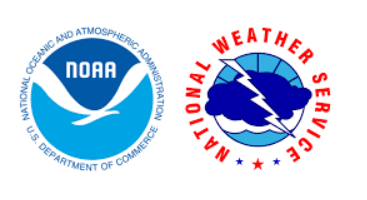 NATIONAL OCEANIC AND ATMOSPHERIC ADMINISTRATION
NOAA
U.S. DEPARTMENT OF COMMERCE
NATIONAL WEATHER SERVICE